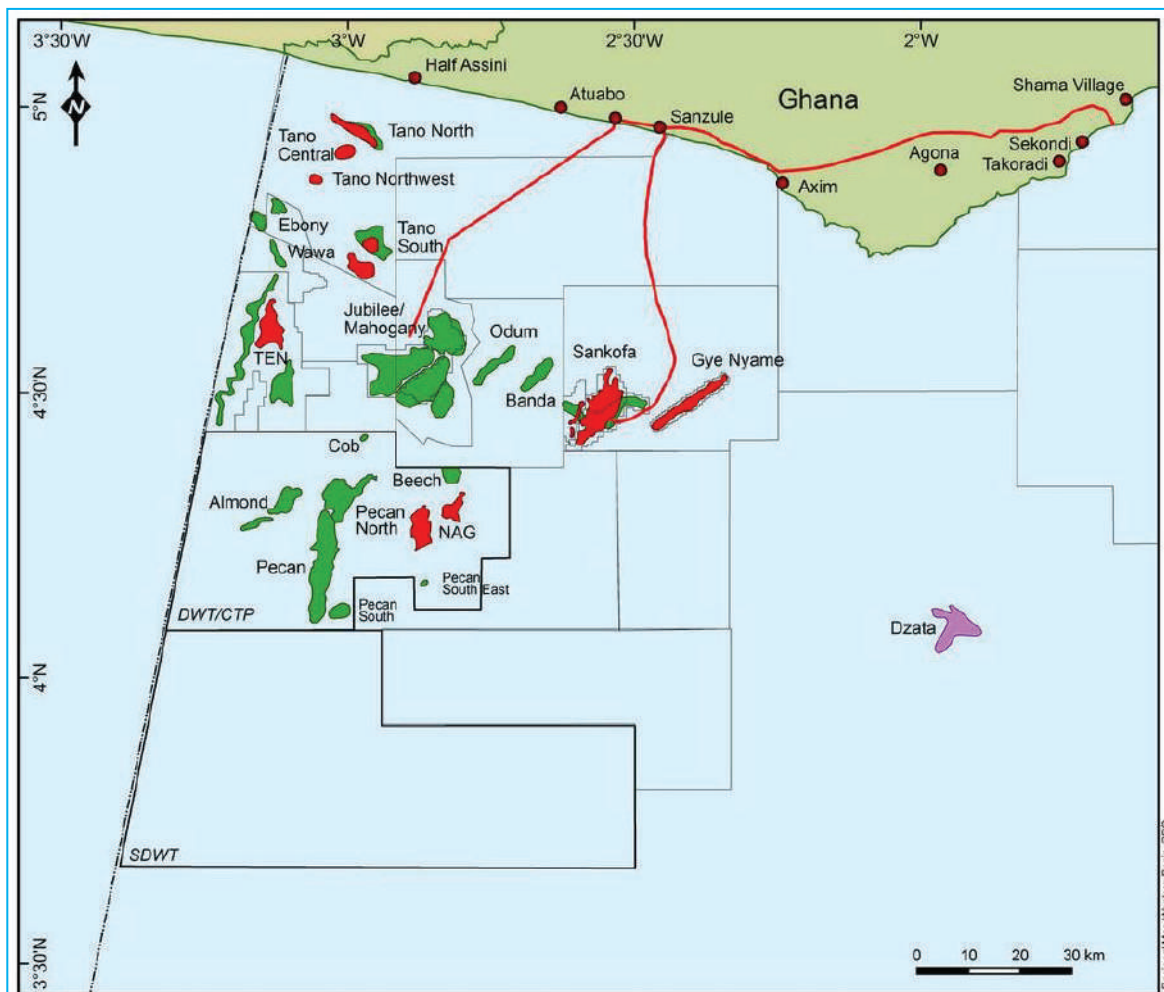 3°30'W
3°W
2°30'W
2°W
N
5°N
4°30'N
4°N
3°30'N
Half Assini
Atuabo
Sanzule
Ghana
Shama Village
Sekondi
Takoradi
Agona
Axim
Tano North
Tano
Central
Tano Northwest
Ebony
Wawa
Tano
South
Jubilee/
Mahogany
TEN
Odum
Banda
Sankofa
Gye Nyame
Cob
Beech
Almond
Pecan
North
NAG
Pecan
Pecan
South East
Pecan
South
DWT/CTP
Dzata
SDWT
0 10 20 30 km